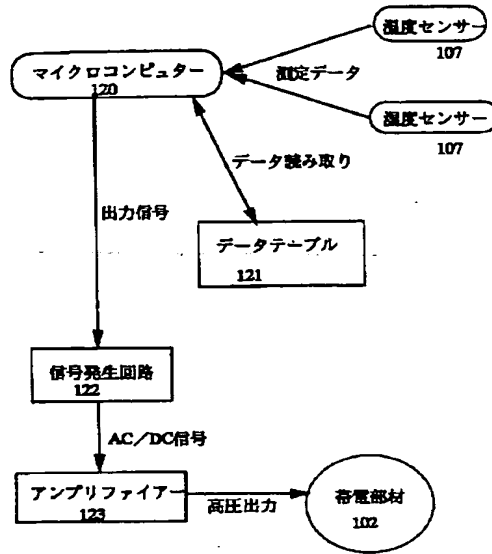 温度センサー
107
マイクロコンピュター
120
測定データ
温度センサー
107
データ読み取り
出力信号
データテーブル
121
信号発生回路
122
AC／DC信号
アンプリファイアー
123
高圧出力
帯電部材
102